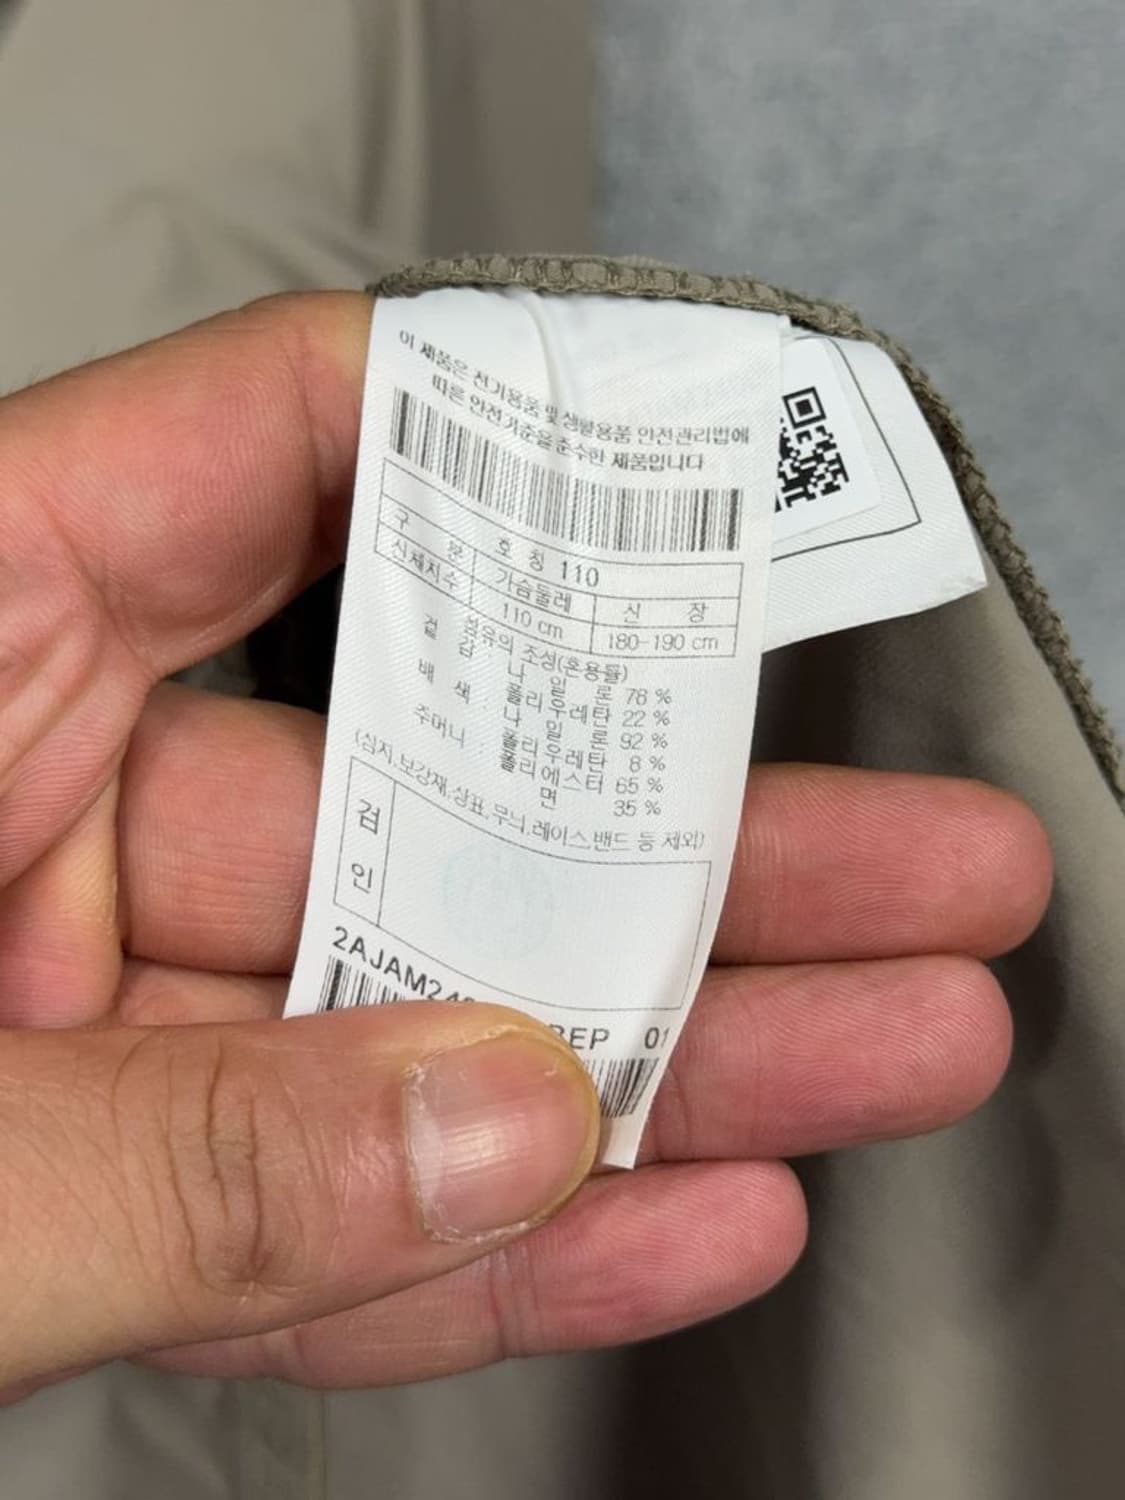 이 제품은 전기용품 및 생활용품 안전관리법에
따른 안전기준을 준수한 제품입니다
호 칭 110
구 분 가슴둘레 신 장
신체치수 110 cm 180-190 cm
섬유의 조성(혼용률)
겉 감 : 나 일 론 78 %
폴리우레탄 22 %
배 색 : 나 일 론 92 %
폴리우레탄 8 %
주머니 : 폴리에스터 65 %
면 35 %
(심지,보강재,상표,무늬,레이스,밴드 등 제외)
검
인
2AJAM24 BEP 01